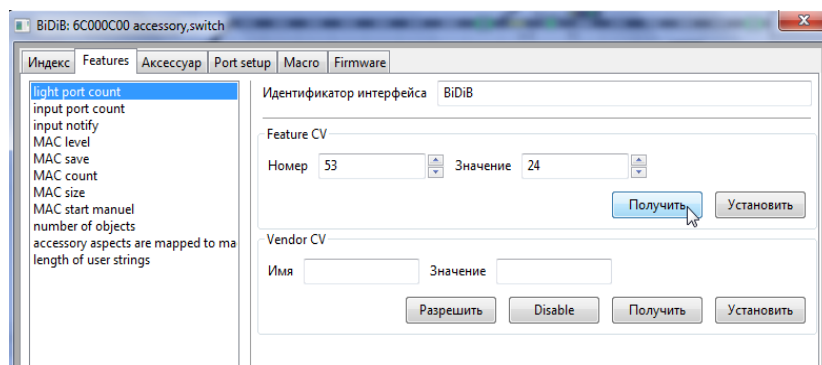 BiDiB: 6C000C00 accessory,switch
Индекс Features Аксессуар Port setup Macro Firmware
light port count
input port count
input notify
MAC level
MAC save
MAC count
MAC size
MAC start manuel
number of objects
accessory aspects are mapped to ma
length of user strings
Идентификатор интерфейса BiDiB
Feature CV
Номер 53 Значение 24
Получить Установить
Vendor CV
Имя Значение
Разрешить Disable Получить Установить